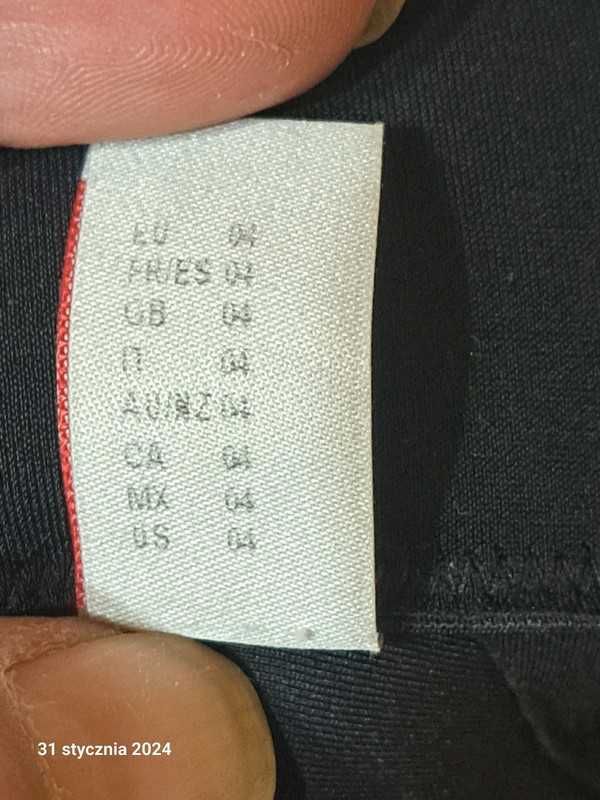 EU 04
FR/ES 04
GB 04
IT 04
AU/NZ 04
CA 04
MX 04
US 04
31 stycznia 2024